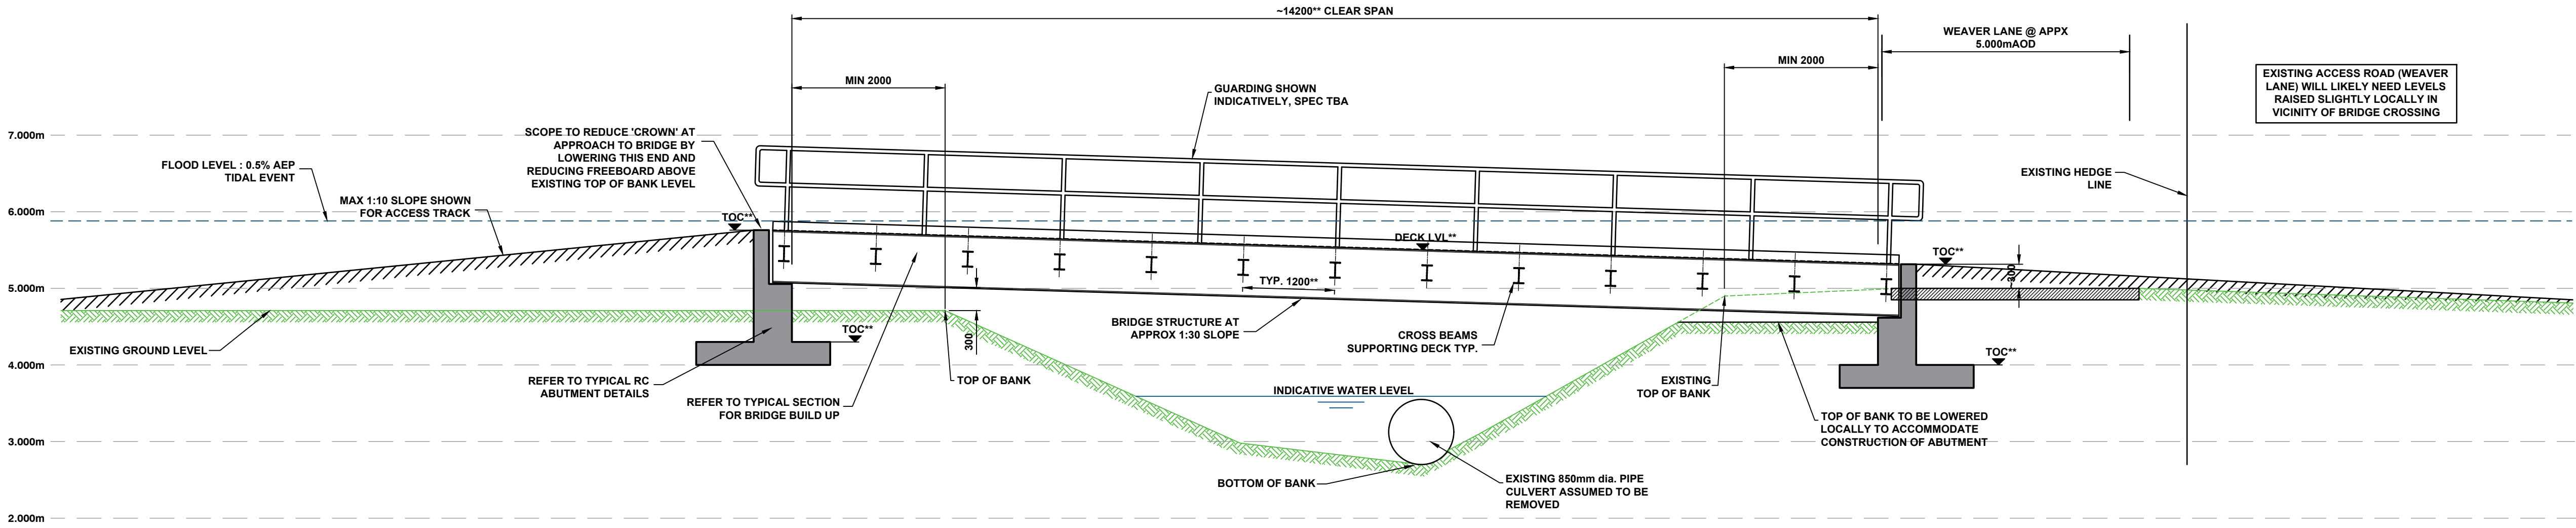 ~14200** CLEAR SPAN
WEAVER LANE @ APPX
5.000mAOD
MIN 2000
MIN 2000
EXISTING ACCESS ROAD (WEAVER
LANE) WILL LIKELY NEED LEVELS
RAISED SLIGHTLY LOCALLY IN
VICINITY OF BRIDGE CROSSING
GUARDING SHOWN
INDICATIVELY, SPEC TBA
7.000m
SCOPE TO REDUCE 'CROWN' AT
APPROACH TO BRIDGE BY
LOWERING THIS END AND
REDUCING FREEBOARD ABOVE
EXISTING TOP OF BANK LEVEL
FLOOD LEVEL : 0.5% AEP
TIDAL EVENT
EXISTING HEDGE
LINE
MAX 1:10 SLOPE SHOWN
FOR ACCESS TRACK
6.000m
TOC**
DECK LVL**
TOC**
TYP. 1200**
5.000m
BRIDGE STRUCTURE AT
APPROX 1:30 SLOPE
CROSS BEAMS
SUPPORTING DECK TYP.
TOC**
300
EXISTING GROUND LEVEL
TOC**
4.000m
REFER TO TYPICAL RC
ABUTMENT DETAILS
TOP OF BANK
REFER TO TYPICAL SECTION
FOR BRIDGE BUILD UP
INDICATIVE WATER LEVEL
EXISTING
TOP OF BANK
TOP OF BANK TO BE LOWERED
LOCALLY TO ACCOMMODATE
CONSTRUCTION OF ABUTMENT
3.000m
BOTTOM OF BANK
EXISTING 850mm dia. PIPE
CULVERT ASSUMED TO BE
REMOVED
2.000m